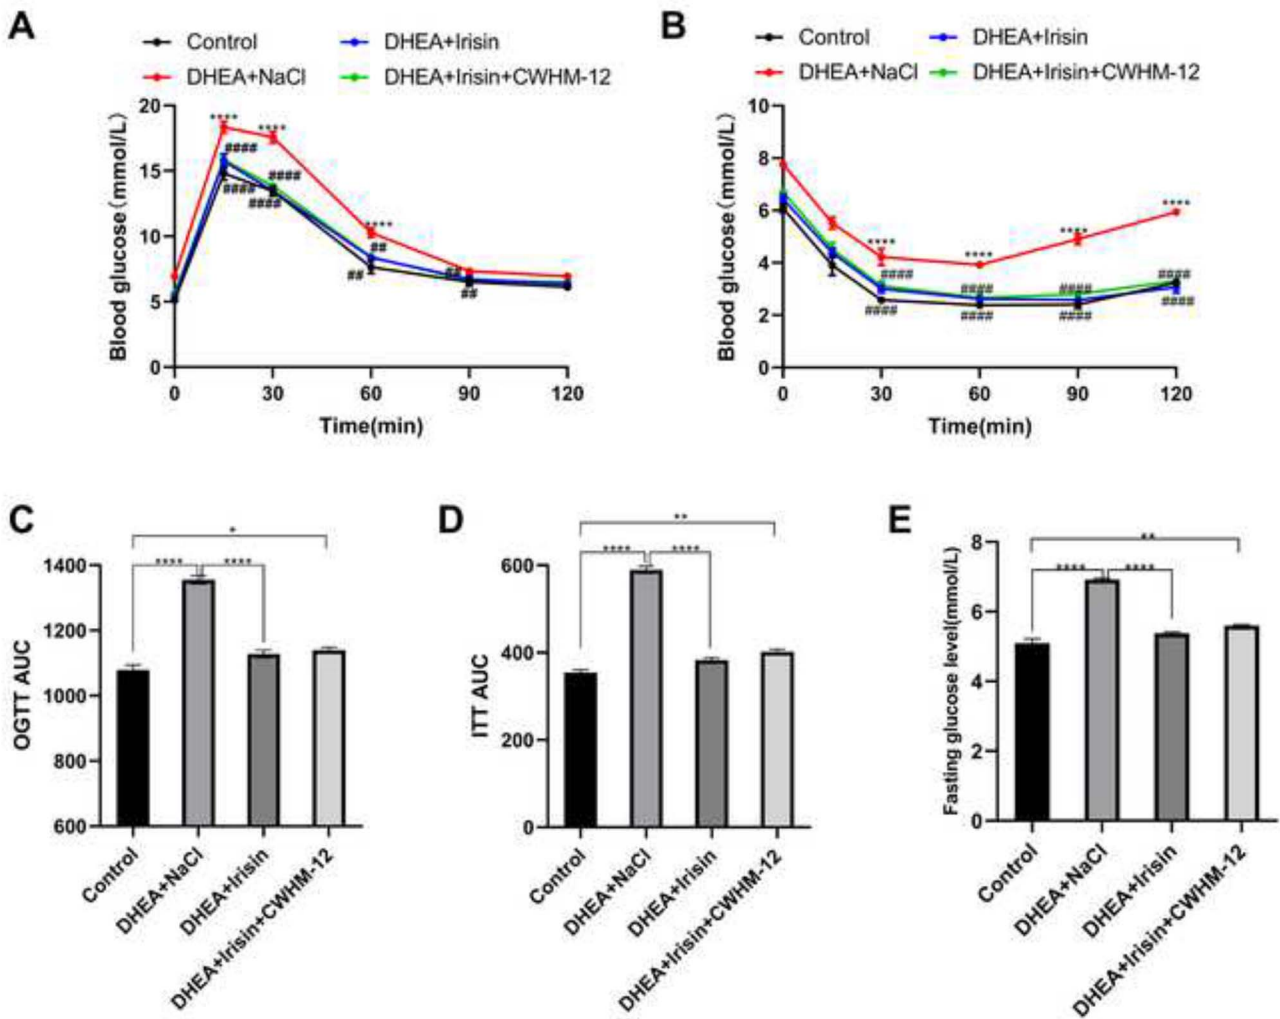 A
Control
DHEA+Irisin
DHEA+NaCl
DHEA+Irisin+CWHM-12
Blood glucose (mmol/L)
20
15
10
5
0
****
****
####
####
####
####
****
##
##
##
##
0
30
60
90
120
Time(min)
B
Control
DHEA+Irisin
DHEA+NaCl
DHEA+Irisin+CWHM-12
Blood glucose (mmol/L)
10
8
6
4
2
0
****
****
****
****
####
####
####
####
####
####
####
####
0
30
60
90
120
Time(min)
C
OGTT AUC
1400
1200
1000
800
600
*
****
****
Control
DHEA+NaCl
DHEA+Irisin
DHEA+Irisin+CWHM-12
D
ITT AUC
600
400
200
0
**
****
****
Control
DHEA+NaCl
DHEA+Irisin
DHEA+Irisin+CWHM-12
E
Fasting glucose level(mmol/L)
8
6
4
2
0
**
****
****
Control
DHEA+NaCl
DHEA+Irisin
DHEA+Irisin+CWHM-12